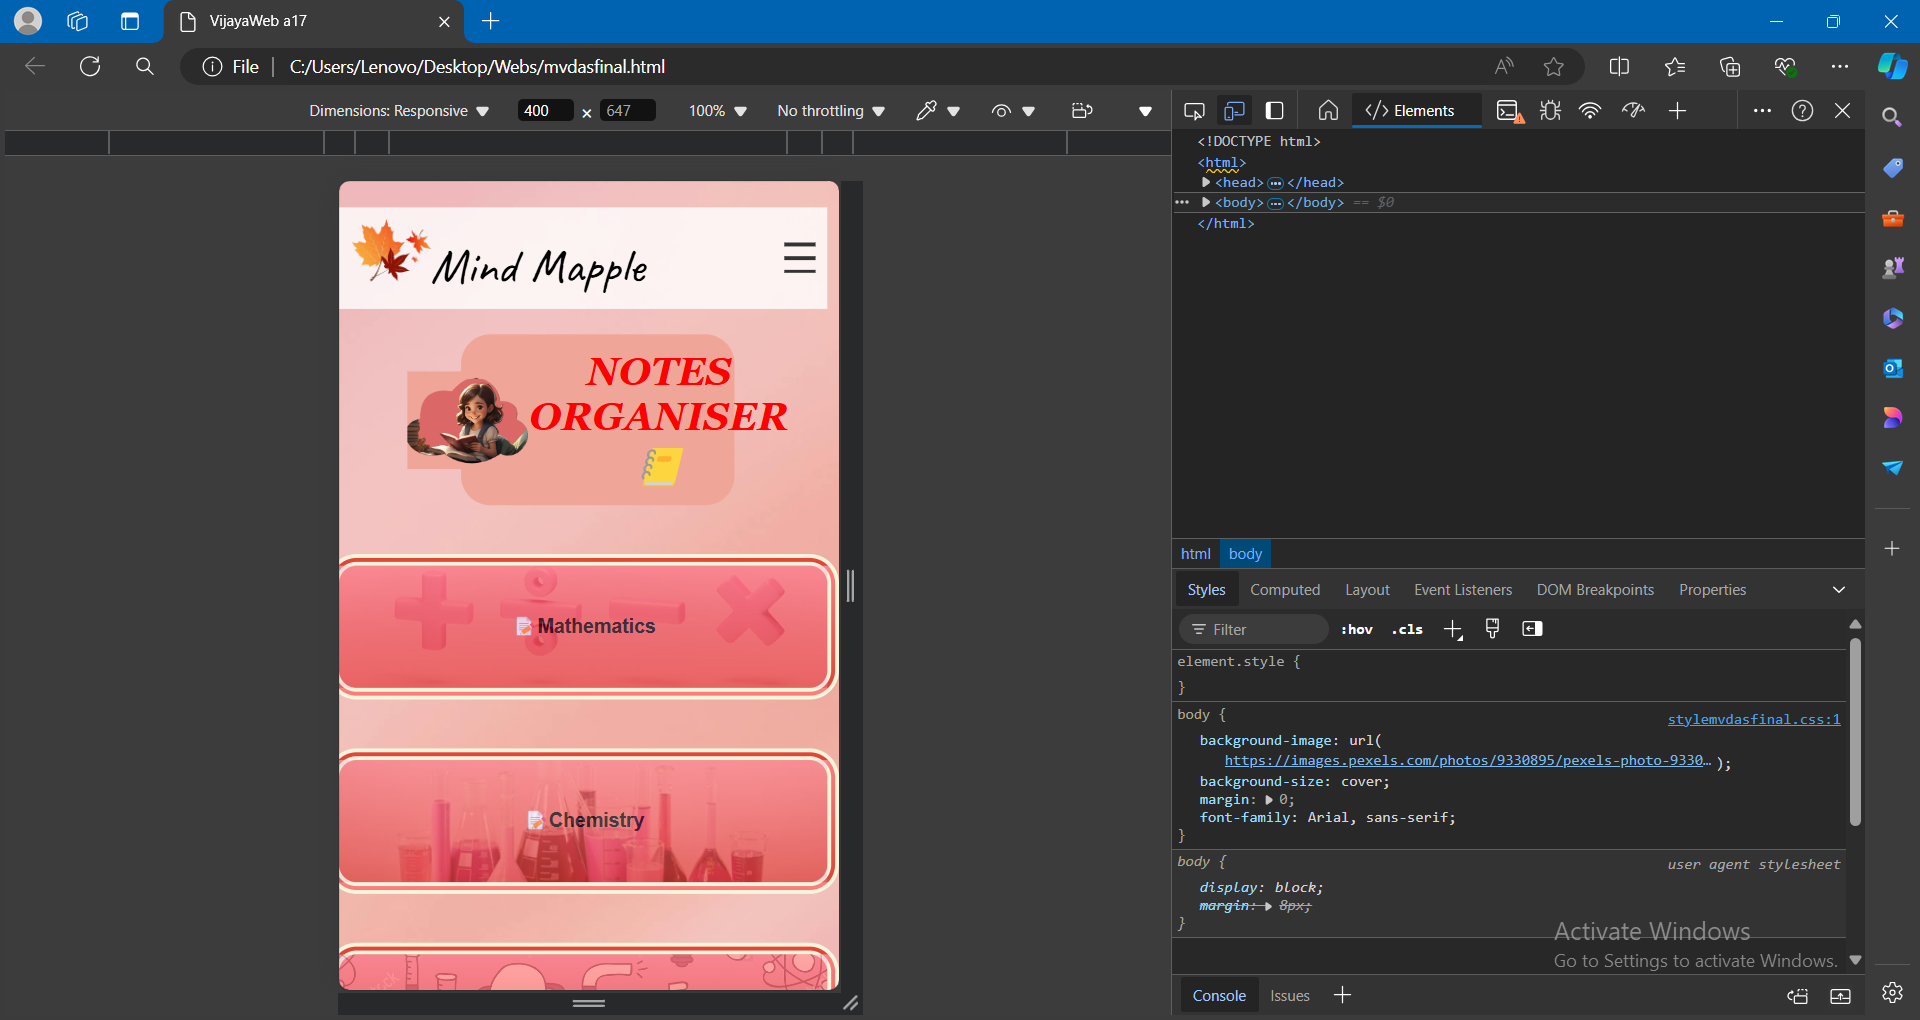 VijayaWeb a17
File
C:/Users/Lenovo/Desktop/Webs/mvdasfinal.html
Dimensions: Responsive
400 × 647
100%
No throttling
Elements
<!DOCTYPE html>
<html>
<head> ⋯ </head>
<body> ⋯ </body> == $0
</html>
Mind Mapple
NOTES
ORGANISER
Mathematics
Chemistry
html body
Styles Computed Layout Event Listeners DOM Breakpoints Properties
Filter :hov .cls
element.style {
}
body {
stylemvdasfinal.css:1
background-image: url(
https://images.pexels.com/photos/9330895/pexels-photo-9330… );
background-size: cover;
margin: 0;
font-family: Arial, sans-serif;
}
body {
user agent stylesheet
display: block;
margin: 8px;
}
Activate Windows
Go to Settings to activate Windows.
Console Issues